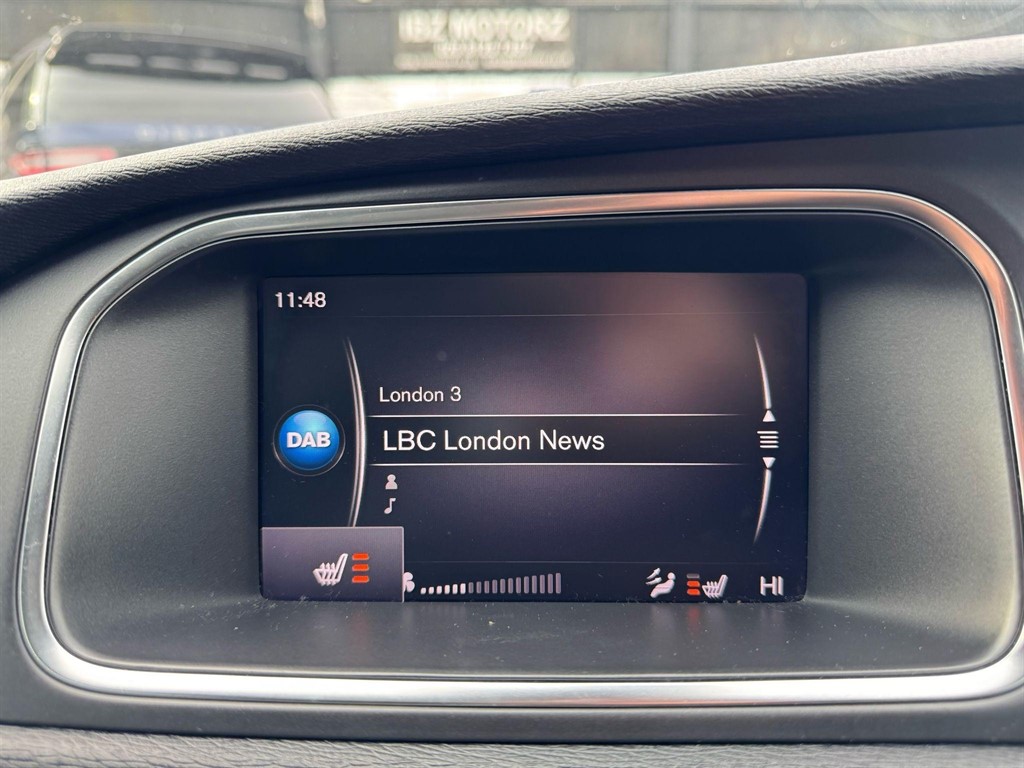 IBZ MOTORZ
11:48
London 3
DAB
LBC London News
HI